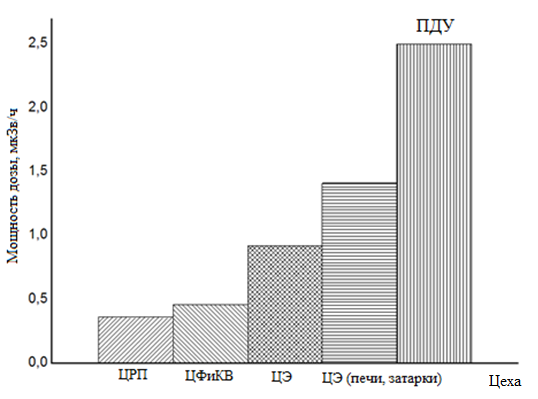 ПДУ
Мощность дозы, мкЗв/ч
2,5
2,0
1,5
1,0
0,5
0,0
ЦРП ЦФиКВ ЦЭ ЦЭ (печи, затарки) Цеха